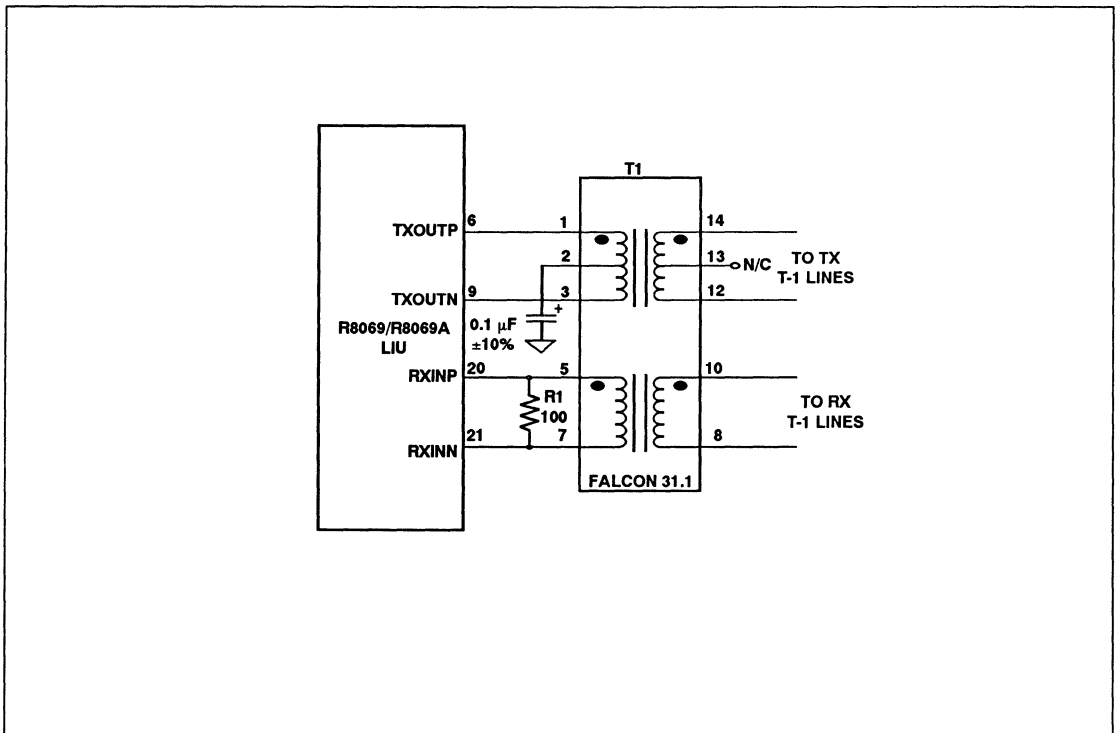 T1
TXOUTP 6 1 14
2 13 N/C TO TX
T-1 LINES
TXOUTN 9 3 12
R8069/R8069A
LIU
0.1 µF +
±10%
RXINP 20 5 10
R1
100
TO RX
T-1 LINES
RXINN 21 7 8
FALCON 31.1